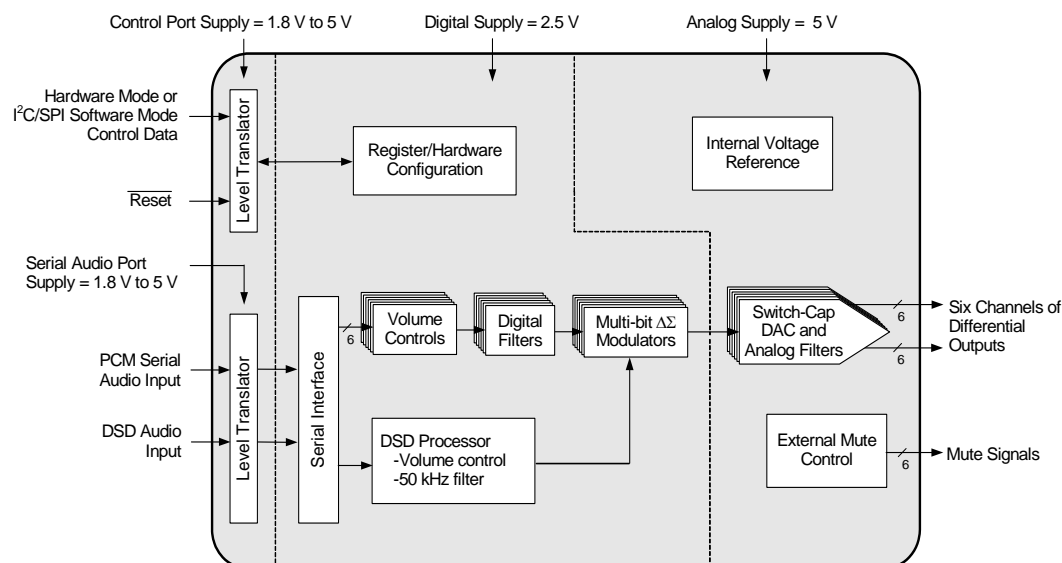 Control Port Supply = 1.8 V to 5 V
Digital Supply = 2.5 V
Analog Supply = 5 V
Hardware Mode or
I²C/SPI Software Mode
Control Data
Reset
Level Translator
Register/Hardware
Configuration
Internal Voltage
Reference
Serial Audio Port
Supply = 1.8 V to 5 V
PCM Serial
Audio Input
DSD Audio
Input
Level Translator
Serial Interface
6
Volume
Controls
Digital
Filters
Multi-bit ΔΣ
Modulators
Switch-Cap
DAC and
Analog Filters
6
6
Six Channels of
Differential
Outputs
DSD Processor
-Volume control
-50 kHz filter
External Mute
Control
6
Mute Signals